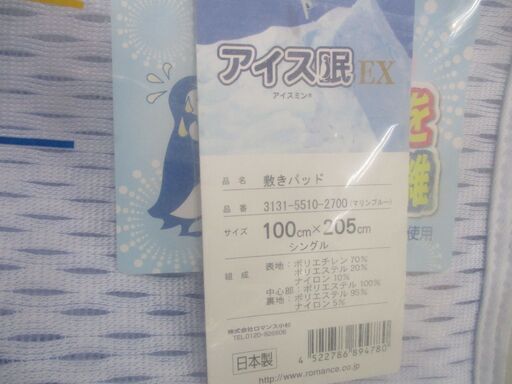 アイス眠 EX
アイスミン®
品名 敷きパッド
品番 3131-5510-2700(マリンブルー)
サイズ 100cm×205cm
シングル
組成 表地：ポリエチレン 70%
ポリエステル 20%
ナイロン 10%
中心部：ポリエステル 100%
裏地：ポリエステル 95%
ナイロン 5%
株式会社ロマンス小杉
日本製
4 522786 894780
www.romance.co.jp
を
使用